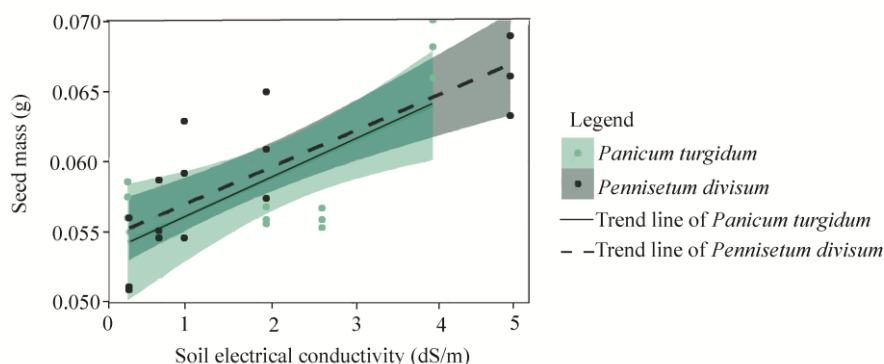 0.070
0.065
0.060
0.055
0.050
Seed mass (g)
0 1 2 3 4 5
Soil electrical conductivity (dS/m)
Legend
Panicum turgidum
Pennisetum divisum
Trend line of Panicum turgidum
Trend line of Pennisetum divisum